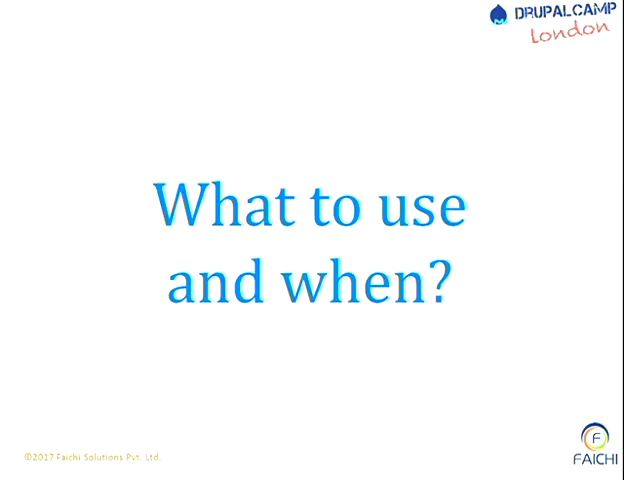 DRUPALCAMP
London
What to use
and when?
©2017 Faichi Solutions Pvt. Ltd.
F
FAICHI